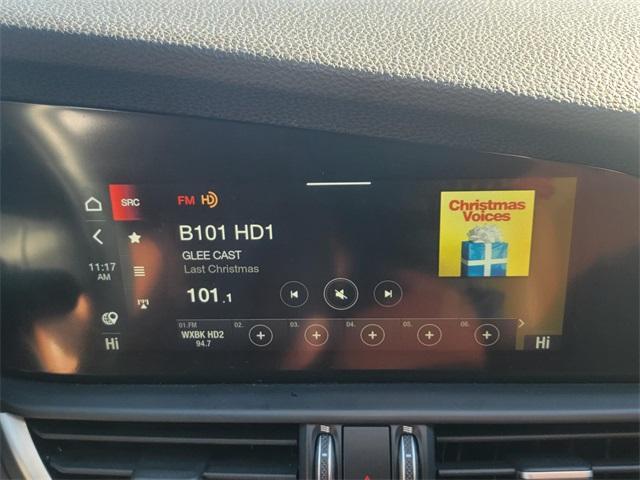 SRC
FM HD
B101 HD1
GLEE CAST
Last Christmas
101.1
11:17
AM
Christmas
Voices
01.FM 02. 03. 04. 05. 06.
WXBK HD2
94.7
Hi
Hi